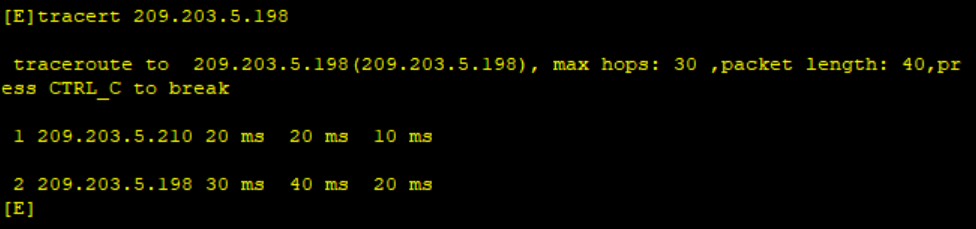 [E]tracert 209.203.5.198
traceroute to  209.203.5.198(209.203.5.198), max hops: 30 ,packet length: 40,pr
ess CTRL_C to break
1 209.203.5.210 20 ms  20 ms  10 ms
2 209.203.5.198 30 ms  40 ms  20 ms
[E]